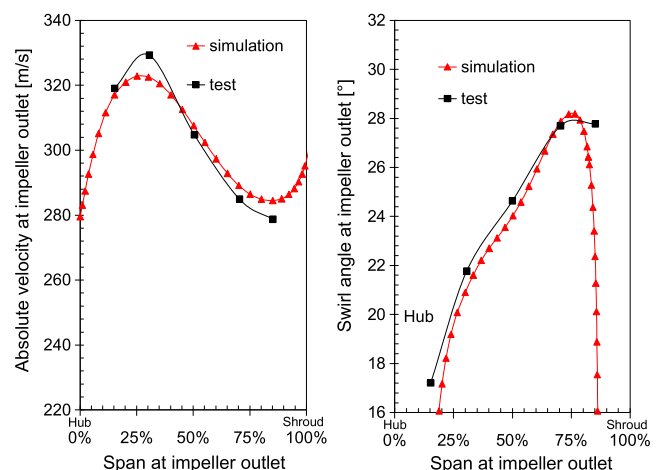 Absolute velocity at impeller outlet [m/s]
340
320
300
280
260
240
220
simulation
test
Hub
Shroud
0%
25%
50%
75%
100%
Span at impeller outlet
Swirl angle at impeller outlet [°]
32
30
28
26
24
22
20
18
16
simulation
test
Hub
Hub
Shroud
0%
25%
50%
75%
100%
Span at impeller outlet